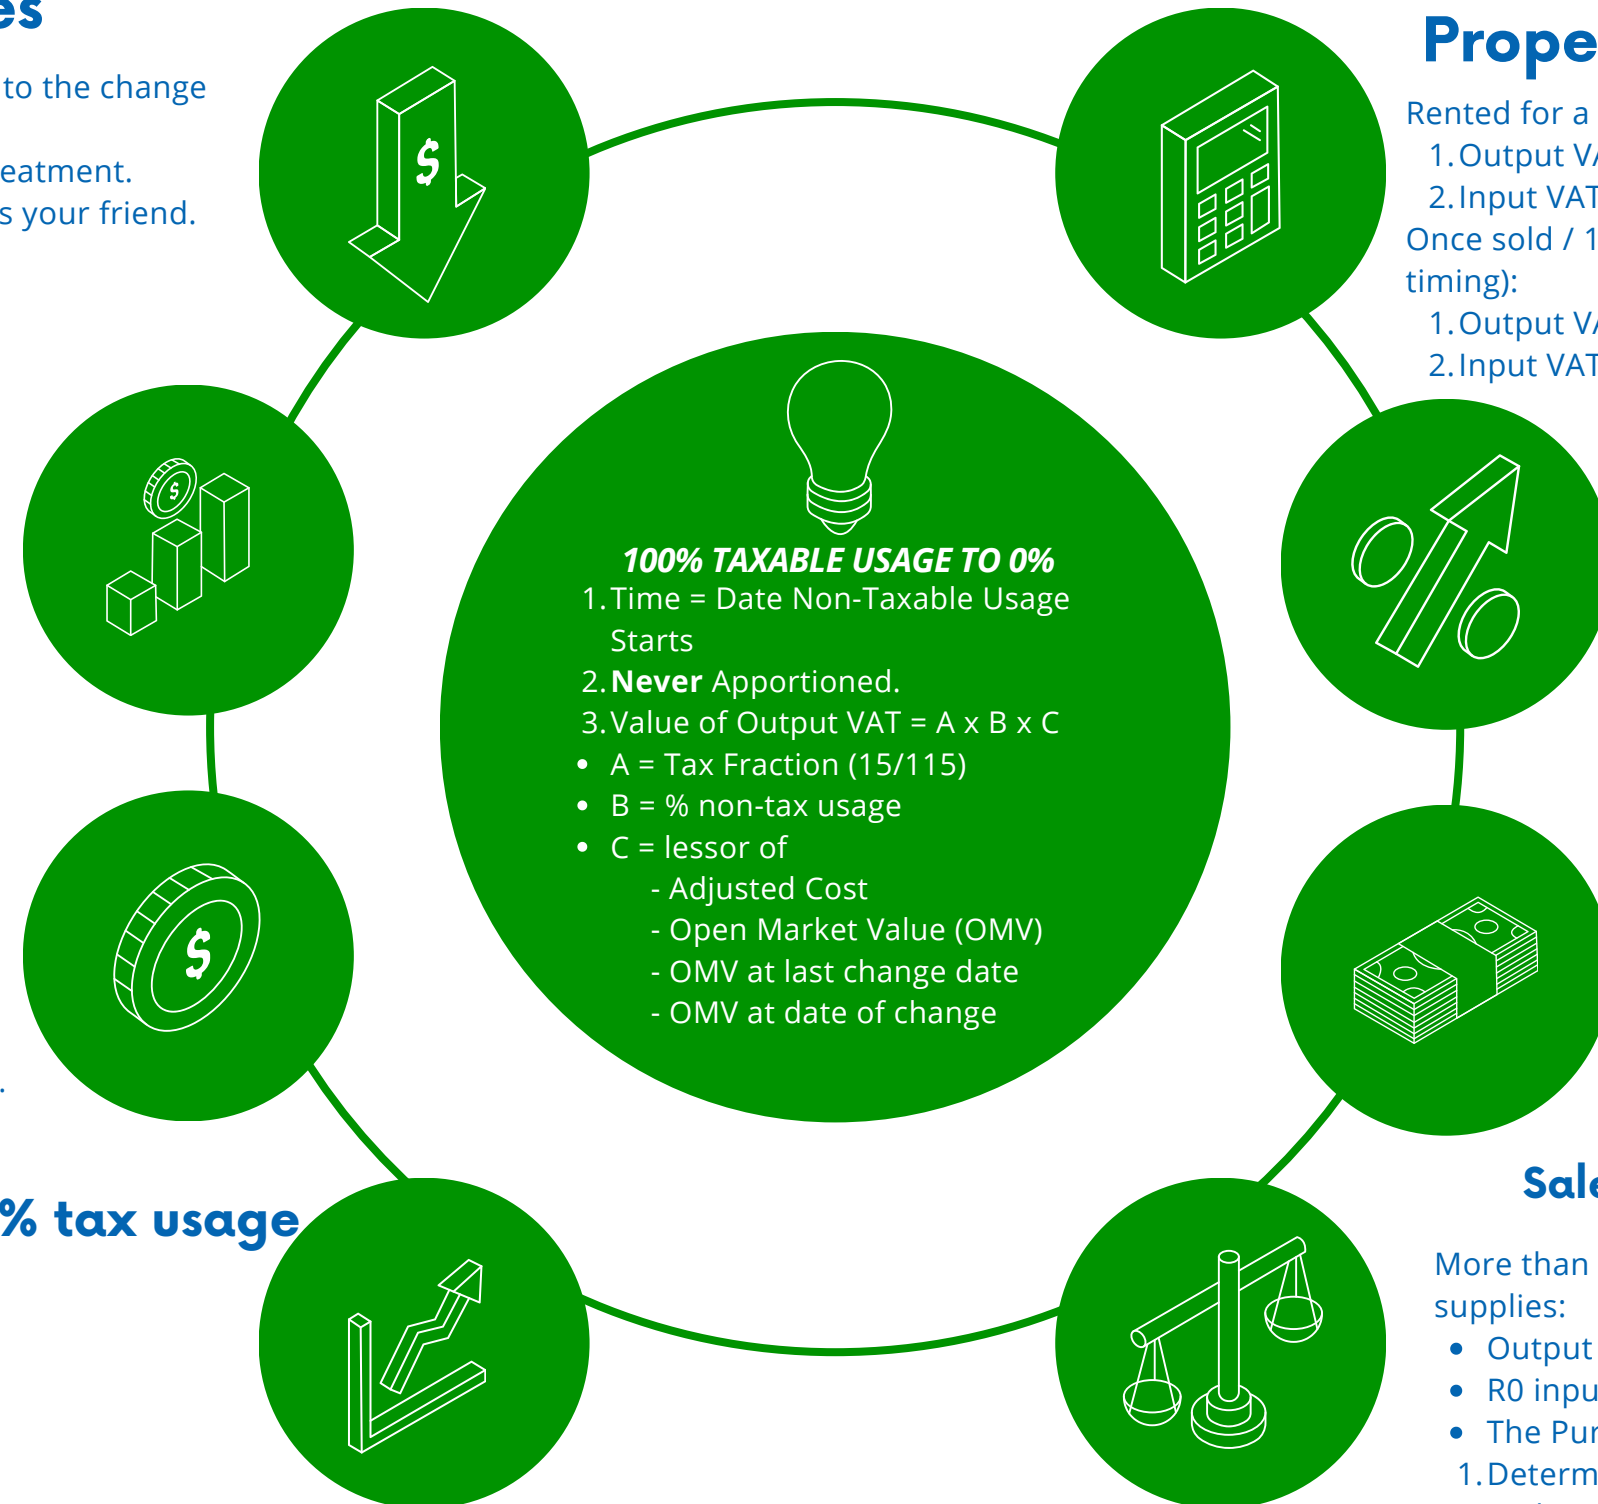 es
to the change
eatment.
s your friend.
Prope
Rented for a
1. Output VA
2. Input VAT
Once sold / 1
timing):
1. Output VA
2. Input VAT
$
$
$
100% TAXABLE USAGE TO 0%
1. Time = Date Non-Taxable Usage
Starts
2. Never Apportioned.
3. Value of Output VAT = A x B x C
• A = Tax Fraction (15/115)
• B = % non-tax usage
• C = lessor of
- Adjusted Cost
- Open Market Value (OMV)
- OMV at last change date
- OMV at date of change
.
% tax usage
Sale
More than
supplies:
• Output
• R0 inpu
• The Pur
1. Determ